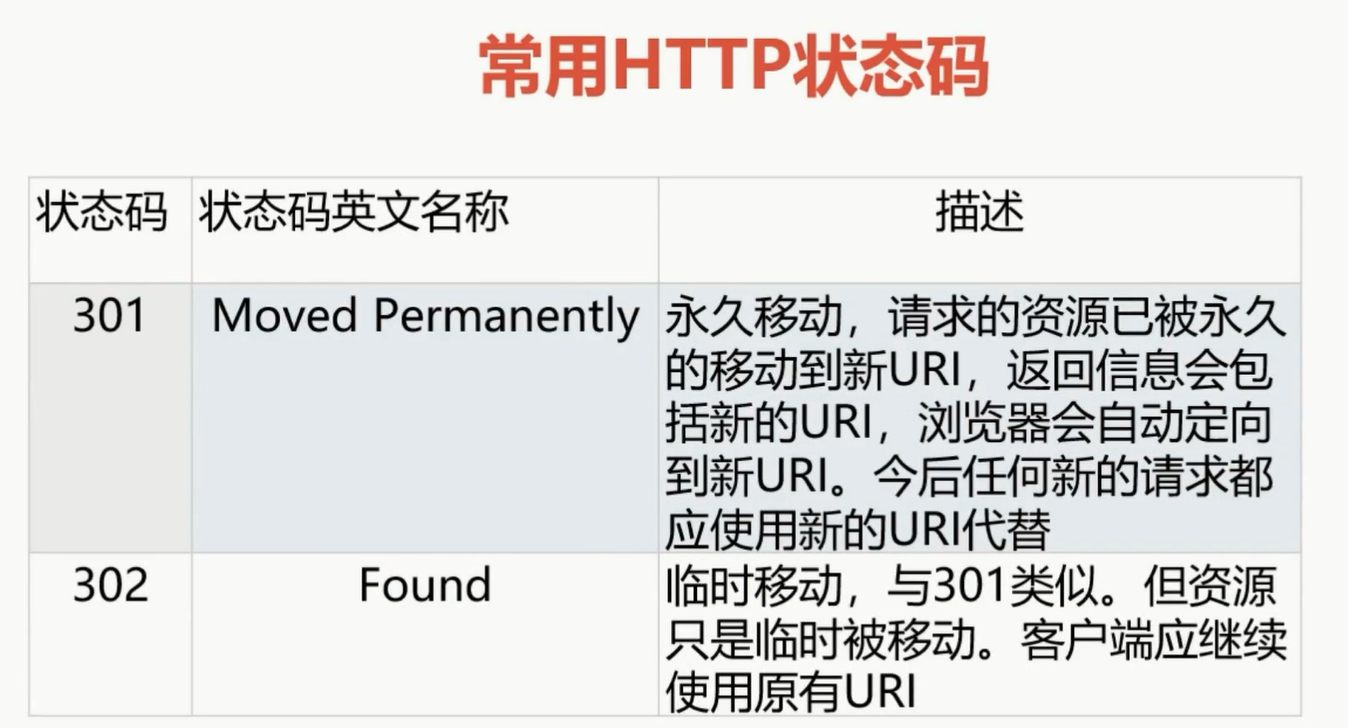 常用HTTP状态码
状态码 状态码英文名称 描述
301 Moved Permanently 永久移动，请求的资源已被永久
的移动到新URI，返回信息会包
括新的URI，浏览器会自动定向
到新URI。今后任何新的请求都
应使用新的URI代替
302 Found 临时移动，与301类似。但资源
只是临时被移动。客户端应继续
使用原有URI